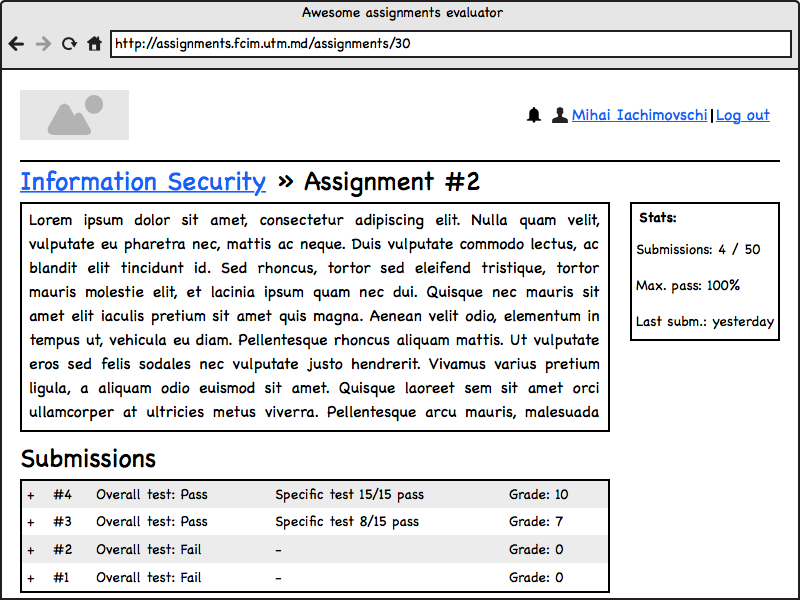 Awesome assignments evaluator
http://assignments.fcim.utm.md/assignments/30
Mihai Iachimovschi|Log out
Information Security » Assignment #2
Lorem ipsum dolor sit amet, consectetur adipiscing elit. Nulla quam velit,
vulputate eu pharetra nec, mattis ac neque. Duis vulputate commodo lectus, ac
blandit elit tincidunt id. Sed rhoncus, tortor sed eleifend tristique, tortor
mauris molestie elit, et lacinia ipsum quam nec dui. Quisque nec mauris sit
amet elit iaculis pretium sit amet quis magna. Aenean velit odio, elementum in
tempus ut, vehicula eu diam. Pellentesque rhoncus aliquam mattis. Ut vulputate
eros sed felis sodales nec vulputate justo hendrerit. Vivamus varius pretium
ligula, a aliquam odio euismod sit amet. Quisque laoreet sem sit amet orci
ullamcorper at ultricies metus viverra. Pellentesque arcu mauris, malesuada
Stats:
Submissions: 4 / 50
Max. pass: 100%
Last subm.: yesterday
Submissions
+ #4 Overall test: Pass Specific test 15/15 pass Grade: 10
+ #3 Overall test: Pass Specific test 8/15 pass Grade: 7
+ #2 Overall test: Fail - Grade: 0
+ #1 Overall test: Fail - Grade: 0